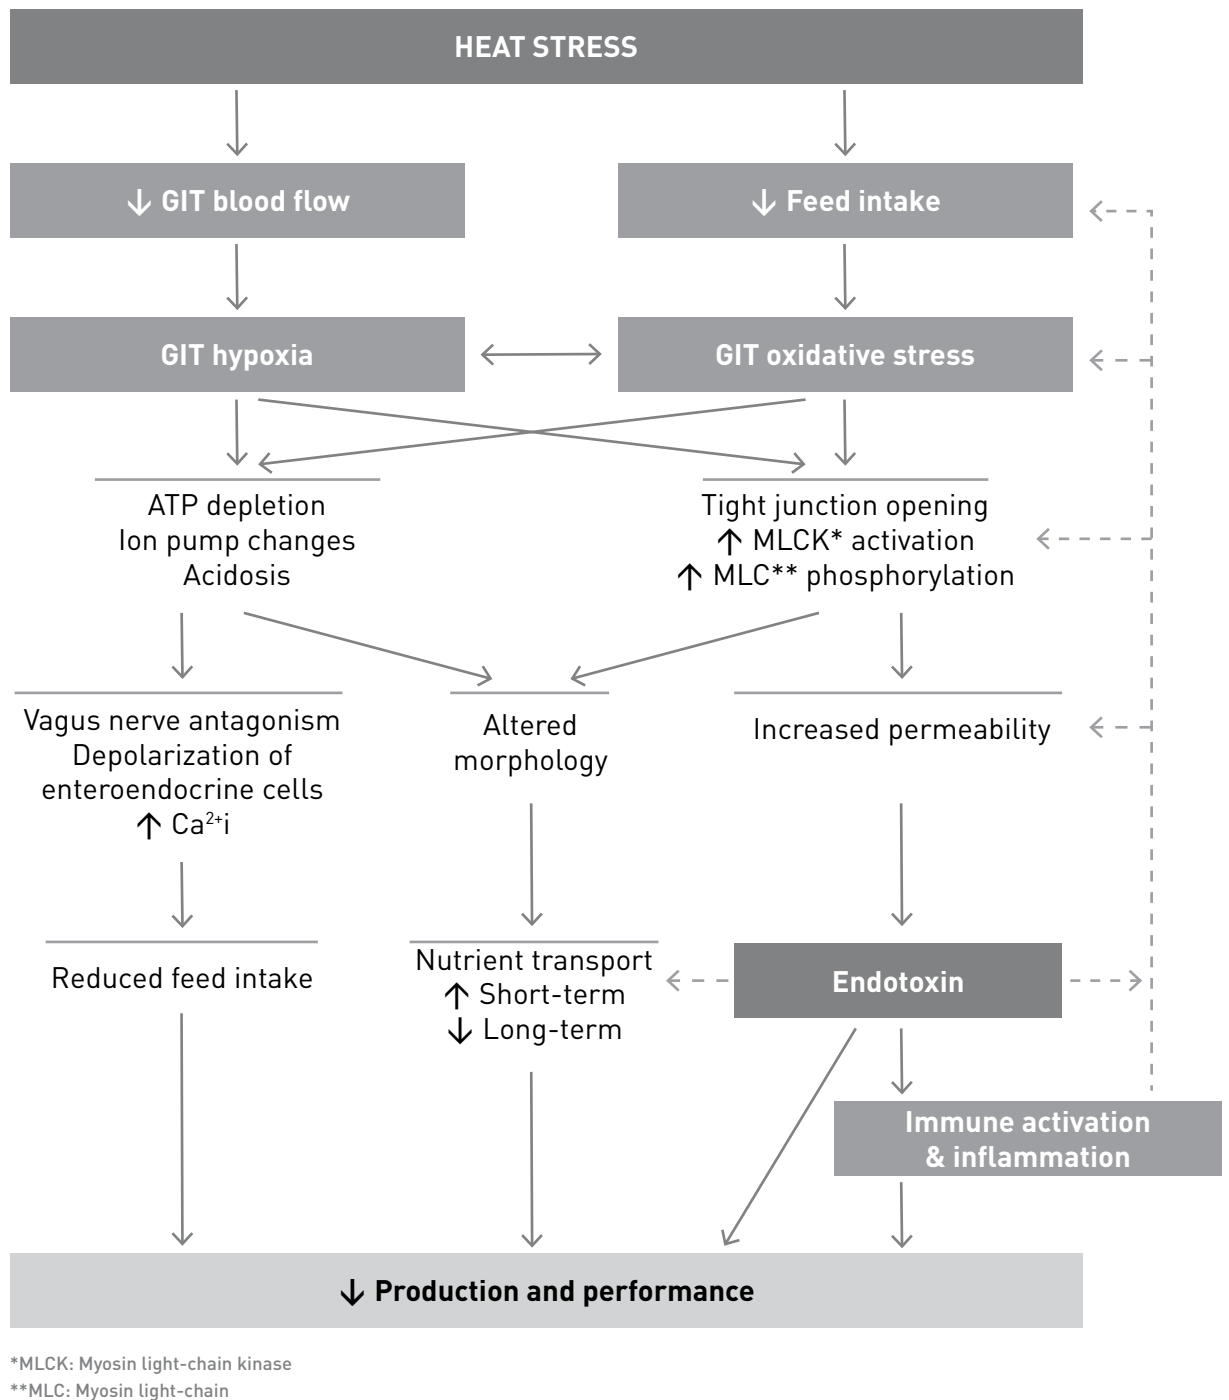 HEAT STRESS
↓ GIT blood flow
↓ Feed intake
GIT hypoxia
GIT oxidative stress
ATP depletion
Ion pump changes
Acidosis
Tight junction opening
↑ MLCK* activation
↑ MLC** phosphorylation
Vagus nerve antagonism
Depolarization of
enteroendocrine cells
↑ Ca²⁺i
Altered
morphology
Increased permeability
Reduced feed intake
Nutrient transport
↑ Short-term
↓ Long-term
Endotoxin
Immune activation
& inflammation
↓ Production and performance
*MLCK: Myosin light-chain kinase
**MLC: Myosin light-chain